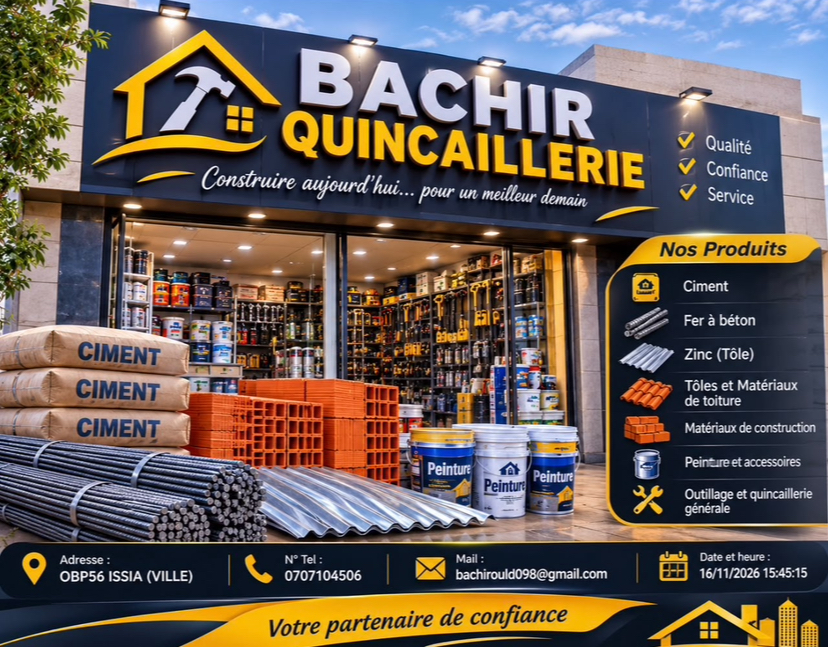 BACHIR
QUINCAILLERIE
Construire aujourd'hui... pour un meilleur demain
Qualité
Confiance
Service
Nos Produits
Ciment
Fer à béton
Zinc (Tôle)
Tôles et Matériaux
de toiture
Matériaux de construction
Peinture et accessoires
Outillage et quincaillerie
générale
CIMENT
CIMENT
CIMENT
Peinture
Peinture
Peinture
Adresse :
OBP56 ISSIA (VILLE)
N° Tel :
0707104506
Mail :
bachirould098@gmail.com
Date et heure :
16/11/2026 15:45:15
Votre partenaire de confiance